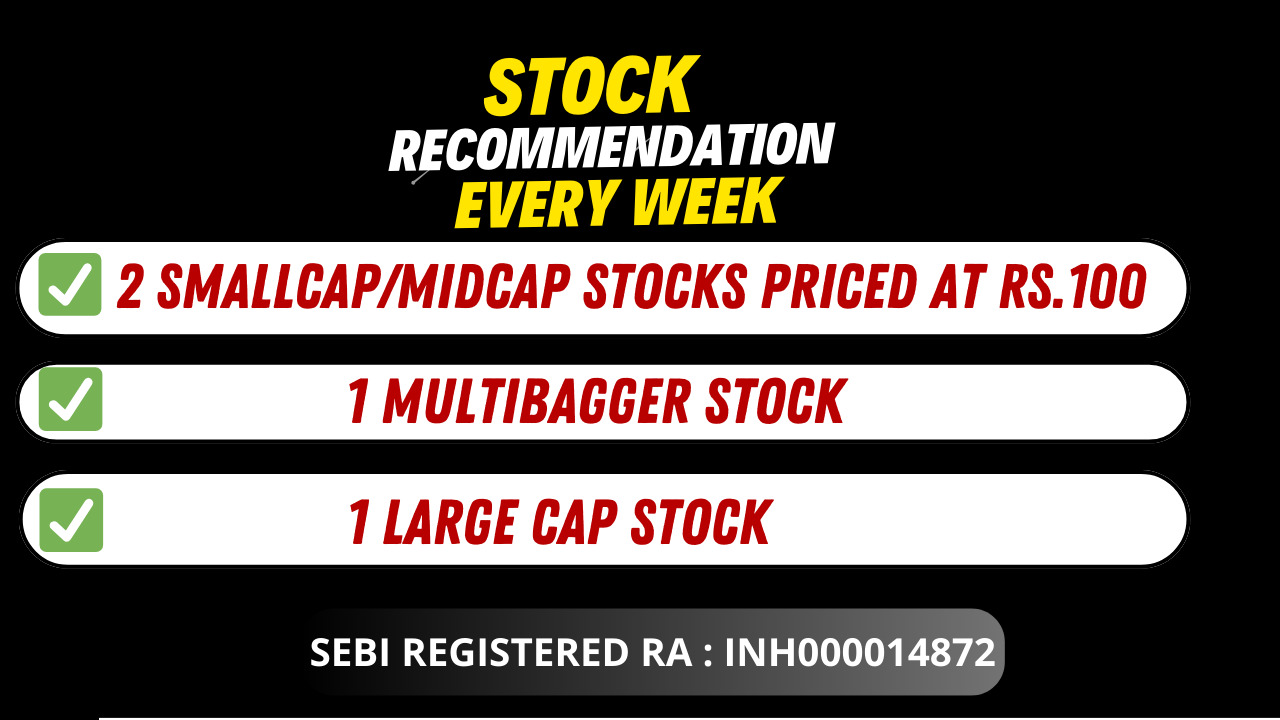 STOCK
RECOMMENDATION
EVERY WEEK
2 SMALLCAP/MIDCAP STOCKS PRICED AT RS.100
1 MULTIBAGGER STOCK
1 LARGE CAP STOCK
SEBI REGISTERED RA : INH000014872